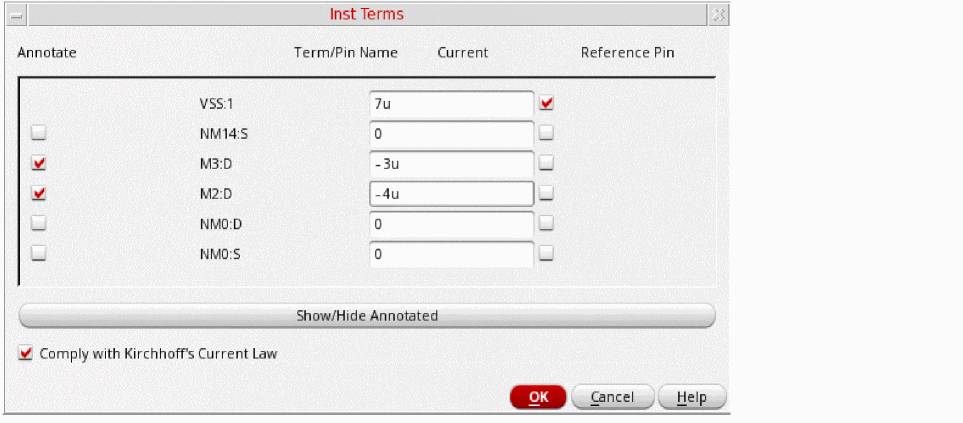 Inst Terms
Annotate Term/Pin Name Current Reference Pin
VSS:1 7u
NM14:S 0
M3:D -3u
M2:D -4u
NM0:D 0
NM0:S 0
Show/Hide Annotated
Comply with Kirchhoff's Current Law
OK Cancel Help